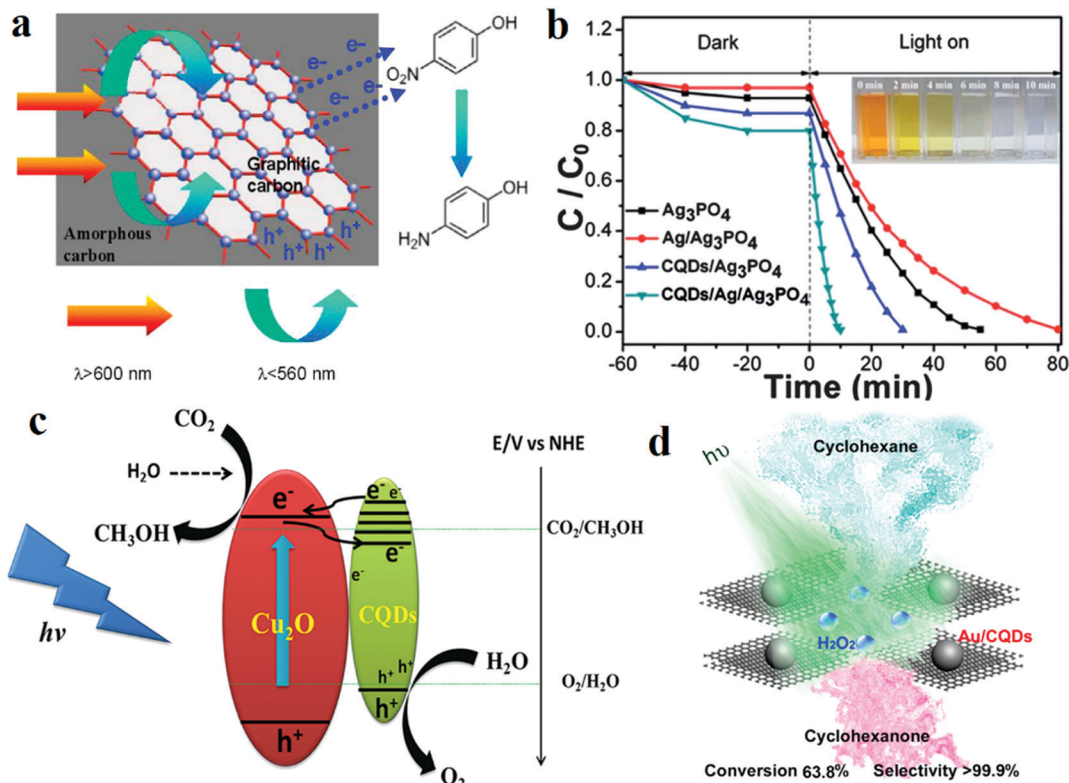 a
OH
O₂N
e-
e-
e-
e-
Graphitic
carbon
h⁺
h⁺ h⁺ h⁺
Amorphous
carbon
OH
H₂N
λ>600 nm
λ<560 nm
b
Dark
Light on
0 min
2 min
4 min
6 min
8 min
10 min
1.0
0.8
0.6
0.4
0.2
0.0
C / C₀
Ag₃PO₄
Ag/Ag₃PO₄
CQDs/Ag₃PO₄
CQDs/Ag/Ag₃PO₄
-60
-40
-20
0
20
40
60
80
Time (min)
c
CO₂
H₂O
CH₃OH
hν
e⁻
e⁻ e⁻
e⁻
e⁻
Cu₂O
CQDs
h⁺ h⁺
h⁺
h⁺
H₂O
O₂
E/V vs NHE
CO₂/CH₃OH
O₂/H₂O
d
hυ
Cyclohexane
H₂O₂
Au/CQDs
Cyclohexanone
Conversion 63.8%
Selectivity >99.9%